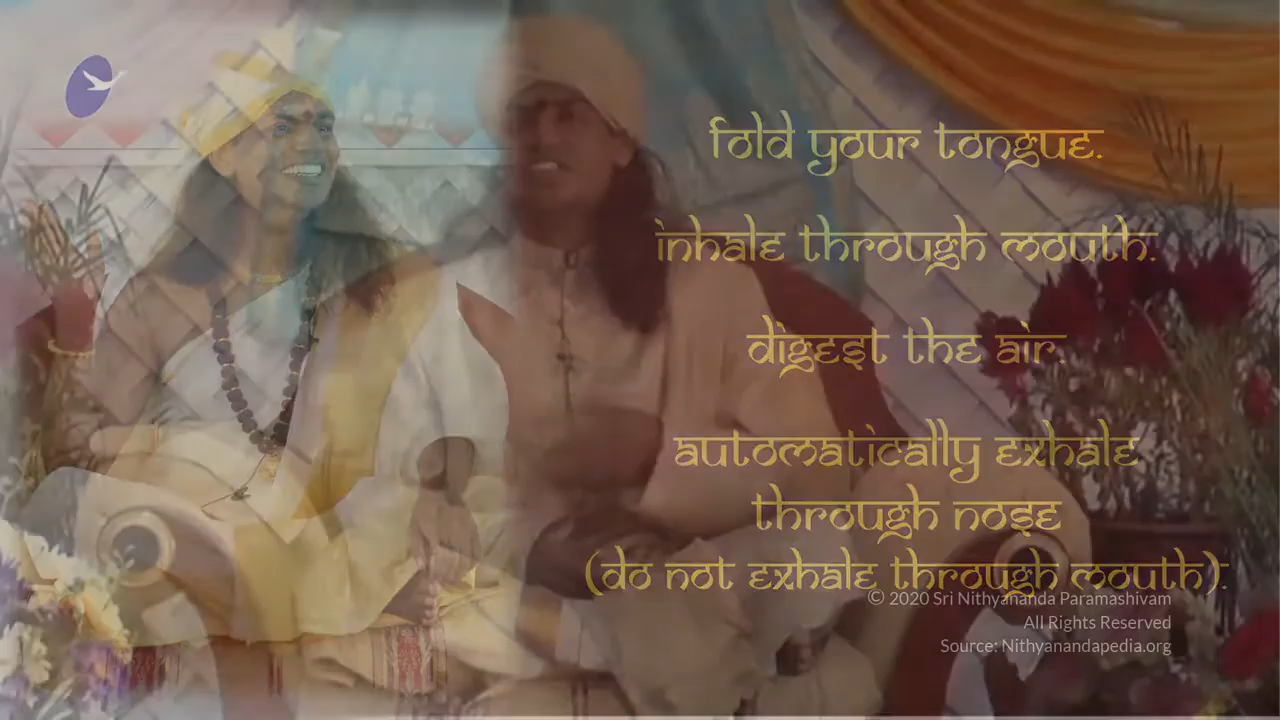 fold your tongue.
inhale through mouth.
digest the air.
automatically exhale
through nose
(do not exhale through mouth).
© 2020 Sri Nithyananda Paramashivam
All Rights Reserved
Source: Nithyanandapedia.org